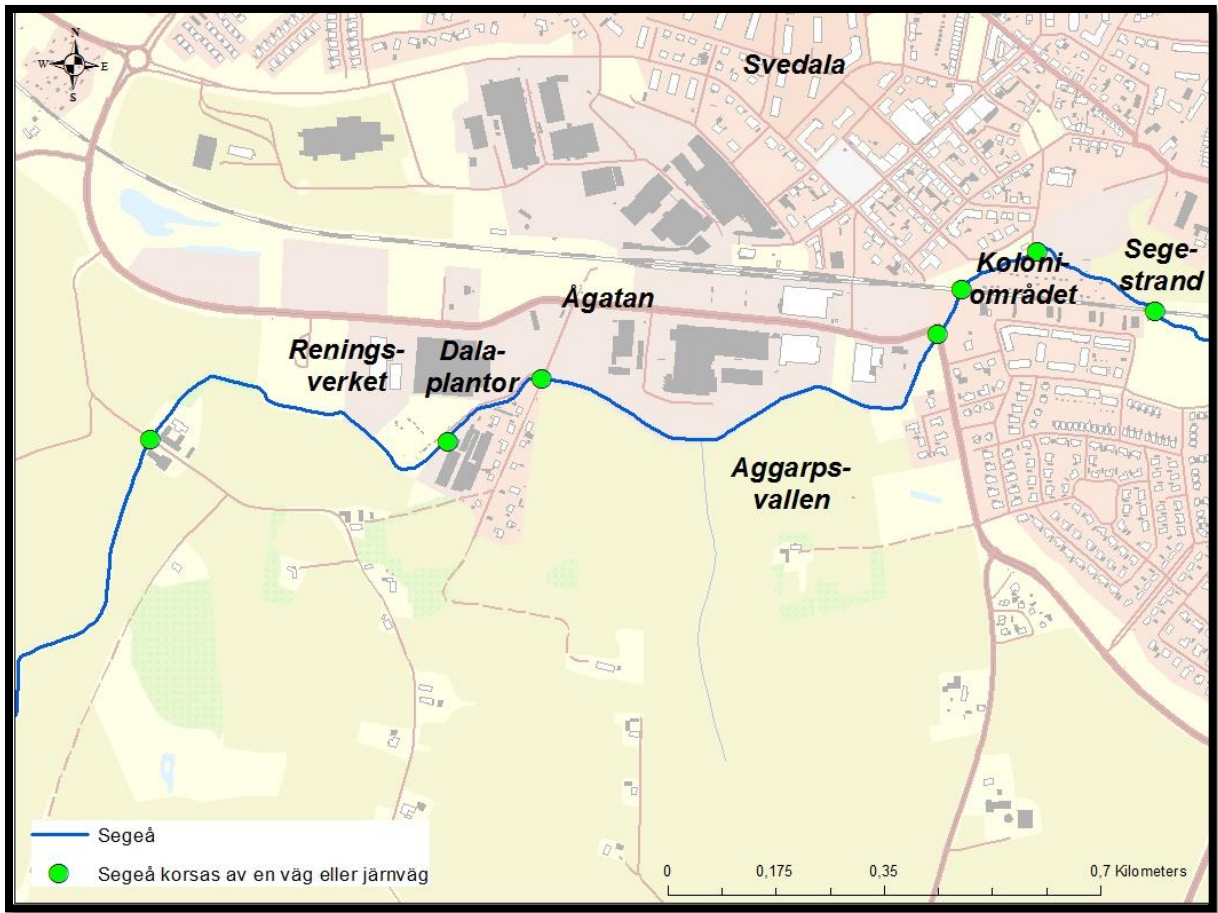 N
W E
S
Svedala
Koloni-
området
Sege-
strand
Ågatan
Renings-
verket
Dala-
plantor
Aggarps-
vallen
Segeå
Segeå korsas av en väg eller järnväg
0 0,175 0,35 0,7 Kilometers